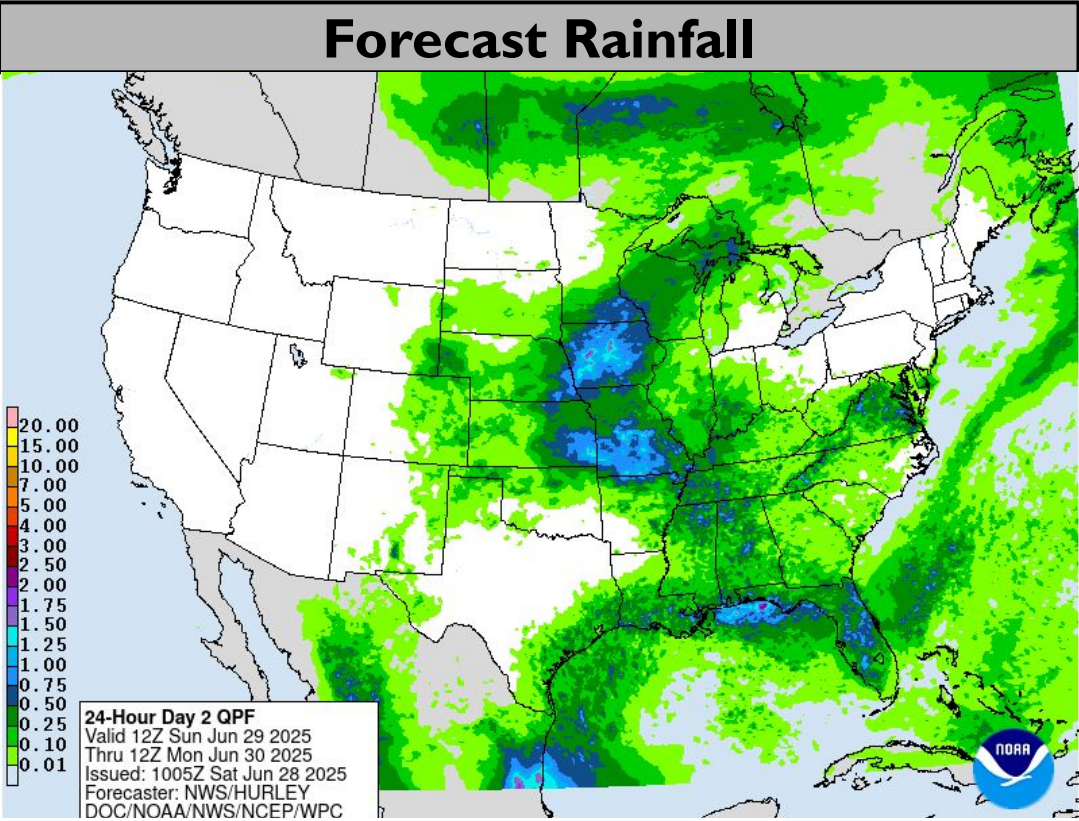 Forecast Rainfall
20.00
15.00
10.00
7.00
5.00
4.00
3.00
2.50
2.00
1.75
1.50
1.25
1.00
0.75
0.50
0.25
0.10
0.01
24-Hour Day 2 QPF
Valid 12Z Sun Jun 29 2025
Thru 12Z Mon Jun 30 2025
Issued: 1005Z Sat Jun 28 2025
Forecaster: NWS/HURLEY
DOC/NOAA/NWS/NCEP/WPC
NOAA